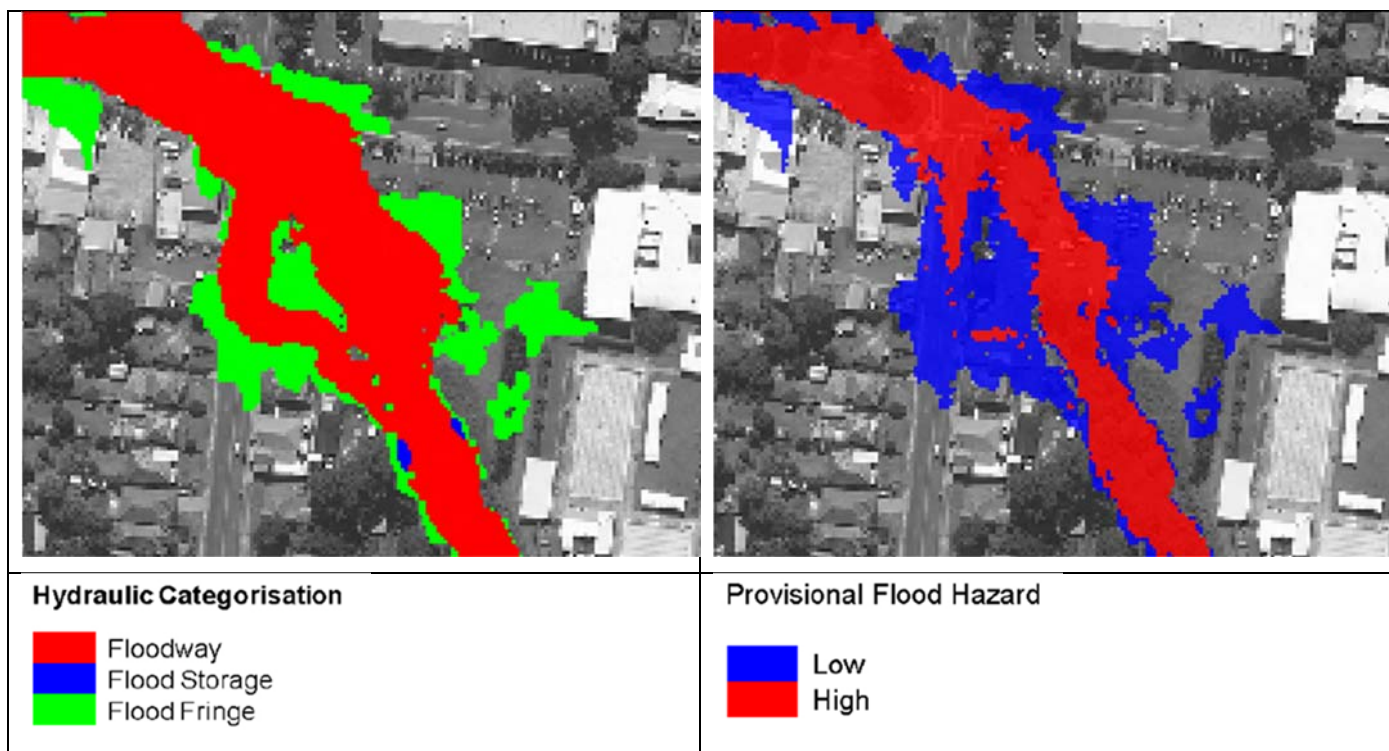 Hydraulic Categorisation
Floodway
Flood Storage
Flood Fringe
Provisional Flood Hazard
Low
High